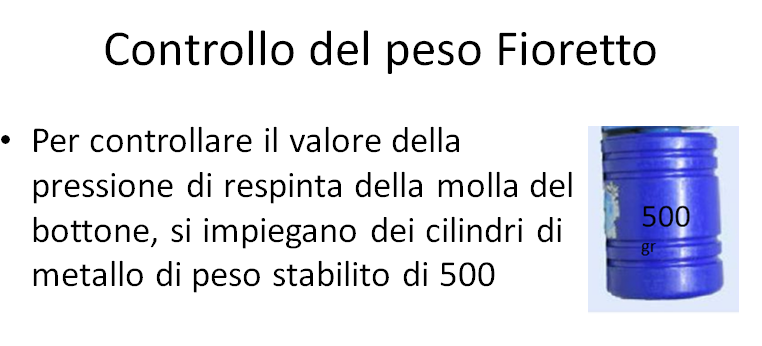 Controllo del peso Fioretto
• Per controllare il valore della
pressione di respinta della molla del
bottone, si impiegano dei cilindri di
metallo di peso stabilito di 500
500
gr